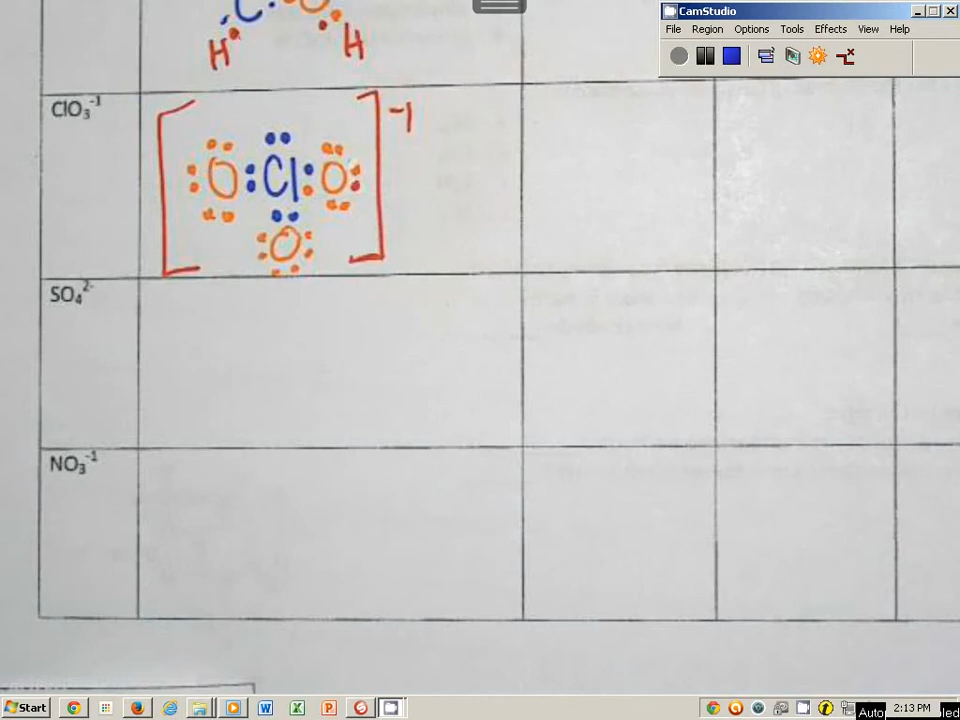 CamStudio
File Region Options Tools Effects View Help
C O
H H
ClO₃⁻¹
-1
O Cl O
O
SO₄²⁻
NO₃⁻¹
Start
2:13 PM